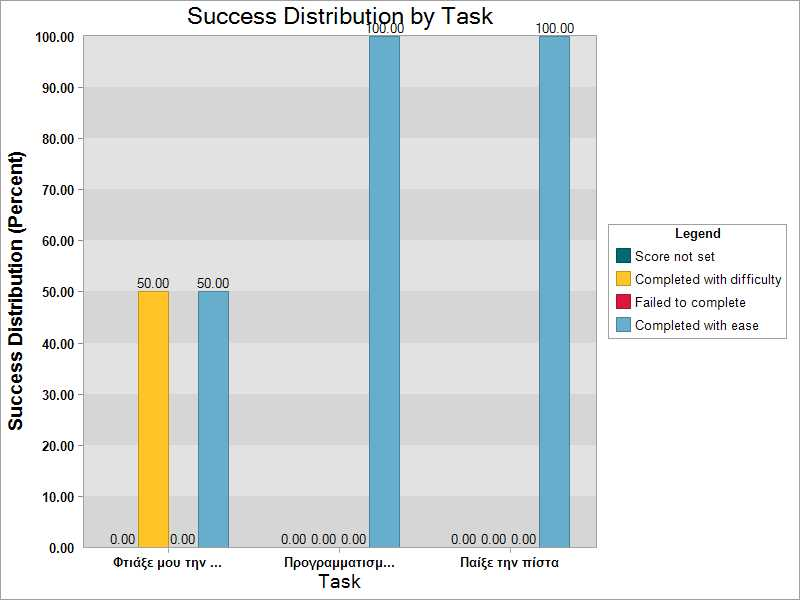 Success Distribution by Task
100.00 100.00
100.00
90.00
80.00
70.00
60.00
50.00
40.00
30.00
20.00
10.00
0.00
Success Distribution (Percent)
50.00 50.00
0.00 0.00 0.00 0.00 0.00 0.00 0.00 0.00
Φτιάξε μου την ... Προγραμματισμ... Παίξε την πίστα
Task
Legend
Score not set
Completed with difficulty
Failed to complete
Completed with ease